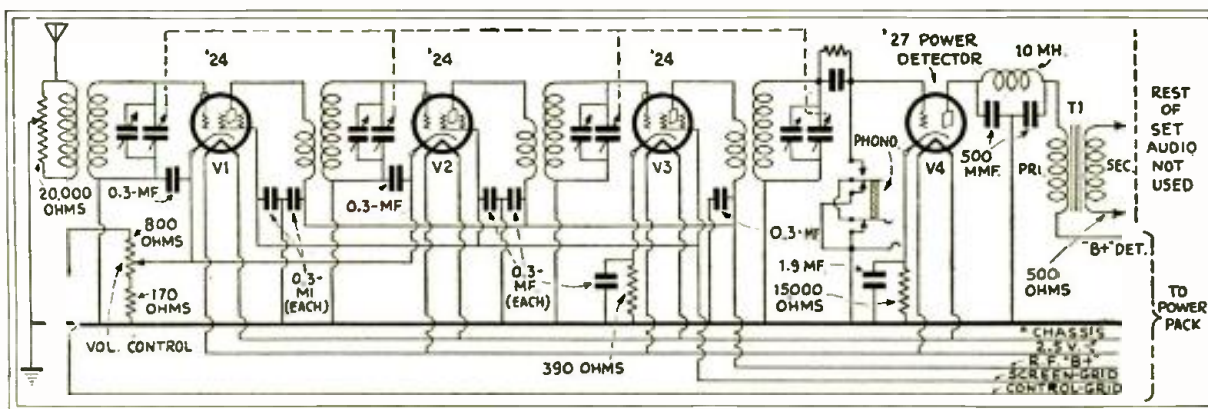 '24
'24
'24
'27 POWER
DETECTOR
10 MH.
REST
OF
SET
AUDIO
NOT
USED
T1
PHONO
V1
V2
V3
V4
500
MMF.
PRI.
SEC.
20,000
OHMS
0.3-MF.
0.3-MF
800
OHMS
170
OHMS
VOL. CONTROL
0.3-
MI
(EACH)
0.3-
MF
(EACH)
390 OHMS
0.3-MF
1.9 MF
15000
OHMS
500
OHMS
"B+" DET.
TO
POWER
PACK
CHASSIS
2.5 V.
R.F. "B+"
SCREEN-GRID
CONTROL-GRID